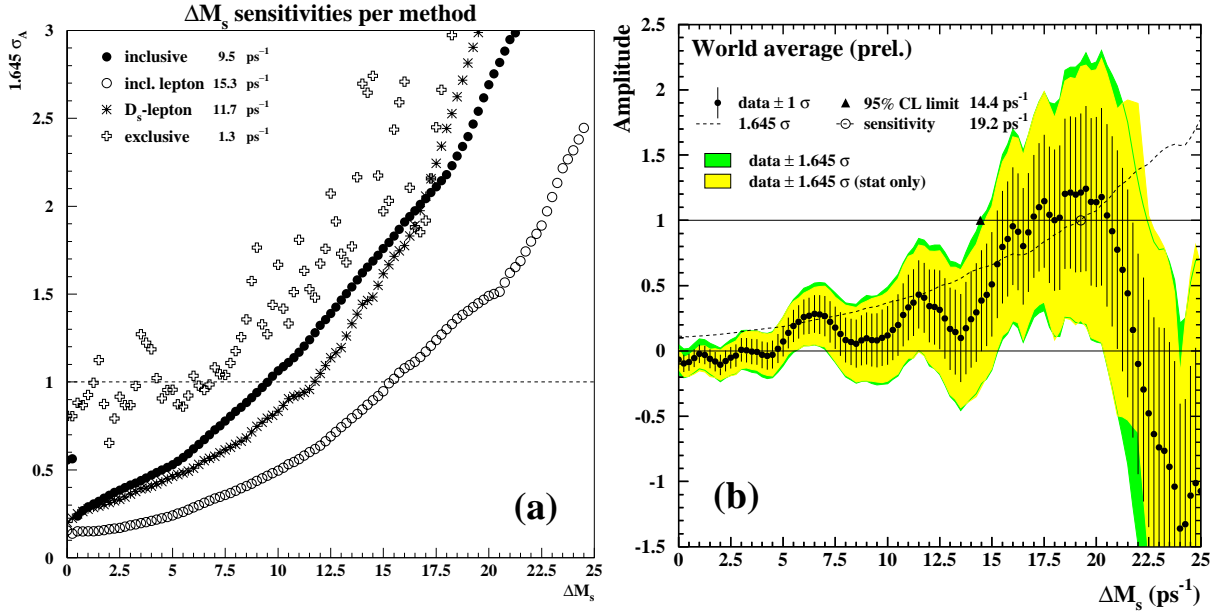 ΔMₛ sensitivities per method
1.645 σ_A
3
2.5
2
1.5
1
0.5
0
inclusive 9.5 ps⁻¹
incl. lepton 15.3 ps⁻¹
Dₛ-lepton 11.7 ps⁻¹
exclusive 1.3 ps⁻¹
(a)
0 2.5 5 7.5 10 12.5 15 17.5 20 22.5 25
ΔMₛ
Amplitude
2.5
2
1.5
1
0.5
0
-0.5
-1
-1.5
World average (prel.)
data ± 1 σ
95% CL limit 14.4 ps⁻¹
1.645 σ
sensitivity 19.2 ps⁻¹
data ± 1.645 σ
data ± 1.645 σ (stat only)
(b)
0 2.5 5 7.5 10 12.5 15 17.5 20 22.5 25
ΔMₛ (ps⁻¹)